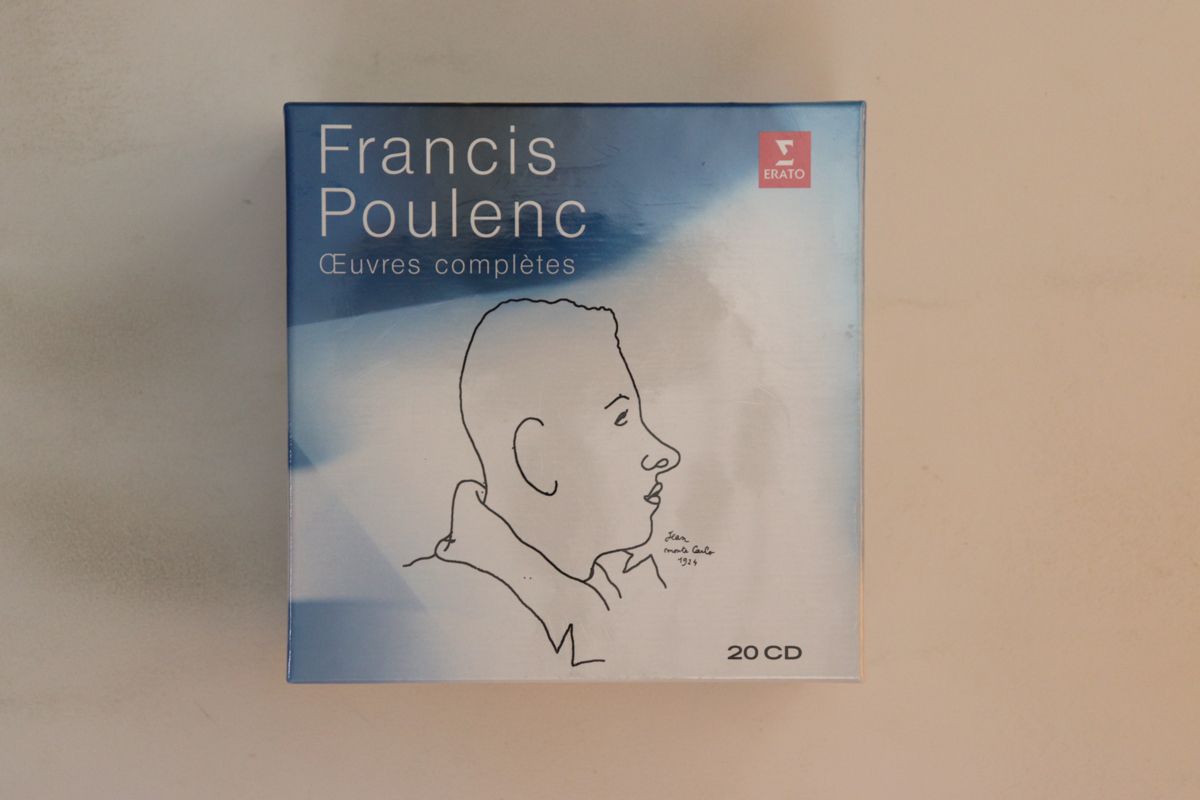 Francis
Poulenc
Œuvres complètes
ERATO
Jean
monte Carlo
1924
20 CD